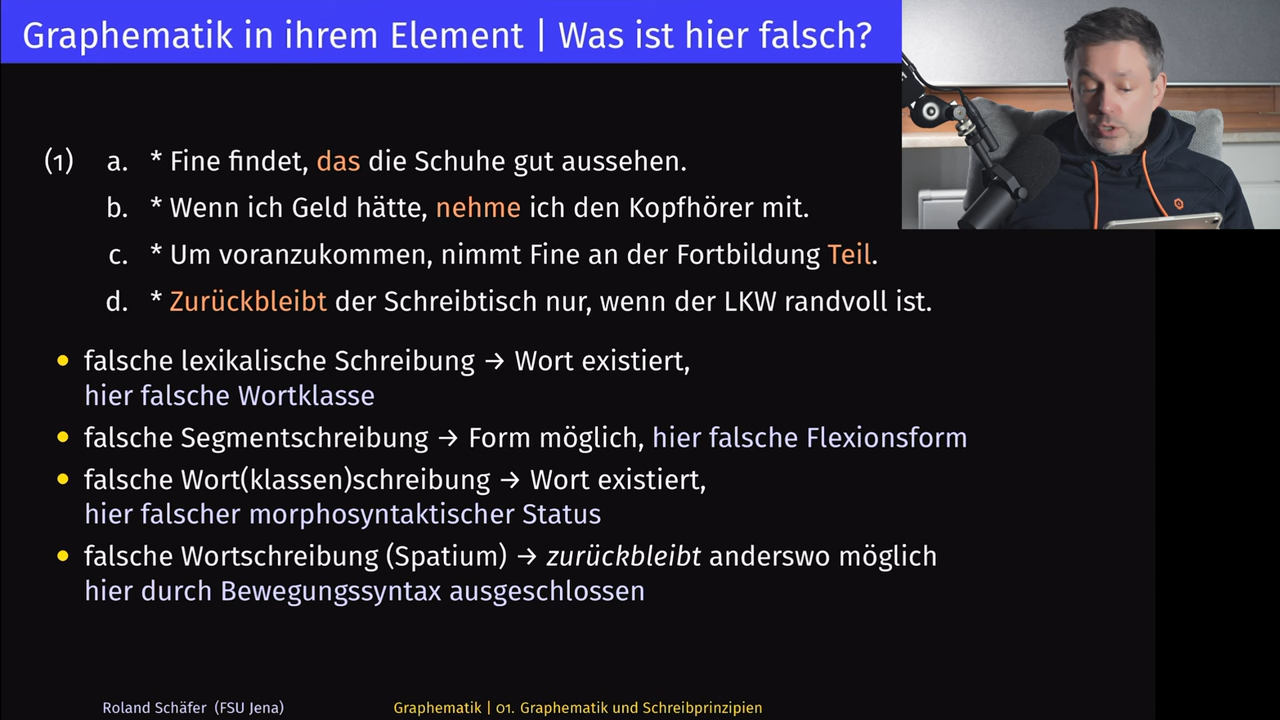 Graphematik in ihrem Element | Was ist hier falsch?
(1) a. * Fine findet, das die Schuhe gut aussehen.
b. * Wenn ich Geld hätte, nehme ich den Kopfhörer mit.
c. * Um voranzukommen, nimmt Fine an der Fortbildung Teil.
d. * Zurückbleibt der Schreibtisch nur, wenn der LKW randvoll ist.
• falsche lexikalische Schreibung → Wort existiert,
hier falsche Wortklasse
• falsche Segmentschreibung → Form möglich, hier falsche Flexionsform
• falsche Wort(klassen)schreibung → Wort existiert,
hier falscher morphosyntaktischer Status
• falsche Wortschreibung (Spatium) → zurückbleibt anderswo möglich
hier durch Bewegungssyntax ausgeschlossen
Roland Schäfer (FSU Jena) Graphematik | 01. Graphematik und Schreibprinzipien